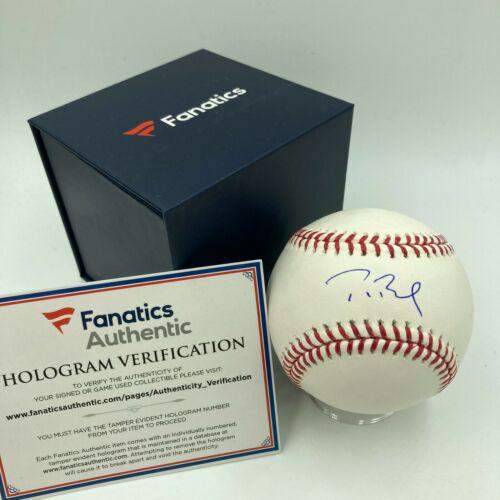 Fanatics
Fanatics
Authentic
HOLOGRAM VERIFICATION
TO VERIFY THE AUTHENTICITY OF
YOUR SIGNED OR GAME USED COLLECTIBLE PLEASE VISIT:
www.fanaticsauthentic.com/pages/Authenticity_Verification
YOU MUST HAVE THE TAMPER EVIDENT HOLOGRAM NUMBER
FROM YOUR ITEM TO PROCEED
Each Fanatics Authentic item comes with an individually numbered,
tamper evident hologram that is maintained in a database at
www.fanaticsauthentic.com. Attempting to remove the hologram
will cause it to break apart and void the authenticity.